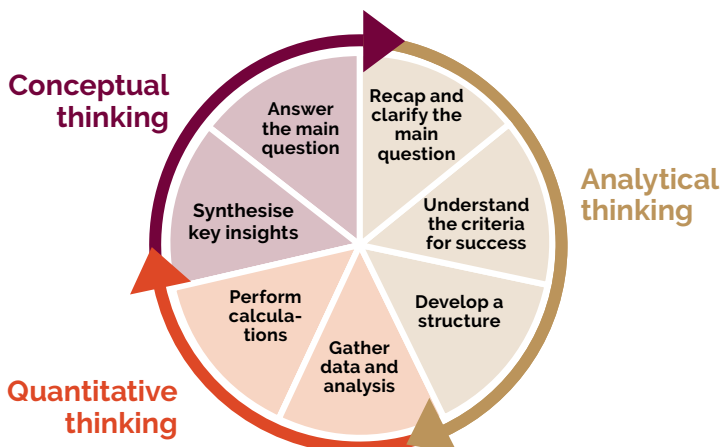 Conceptual
thinking
Answer
the main
question
Recap and
clarify the
main
question
Analytical
thinking
Understand
the criteria
for success
Synthesise
key insights
Develop a
structure
Perform
calcula-
tions
Gather
data and
analysis
Quantitative
thinking